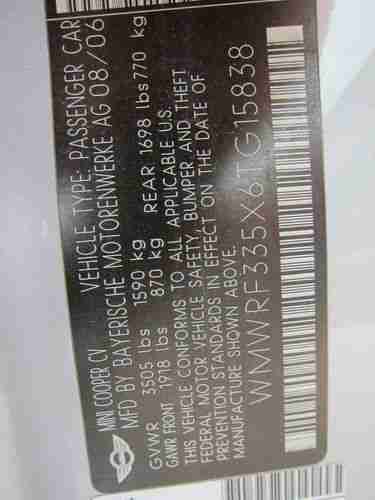 MINI COOPER CV VEHICLE TYPE: PASSENGER CAR
MFD BY BAYERISCHE MOTORENWERKE AG 08/06
GVWR 3505 lbs 1590 kg REAR 1698 lbs 770 kg
GAWR FRONT 1918 lbs 870 kg
THIS VEHICLE CONFORMS TO ALL APPLICABLE U.S.
FEDERAL MOTOR VEHICLE SAFETY, BUMPER AND THEFT
PREVENTION STANDARDS IN EFFECT ON THE DATE OF
MANUFACTURE SHOWN ABOVE.
WMWRF335X6TG15838